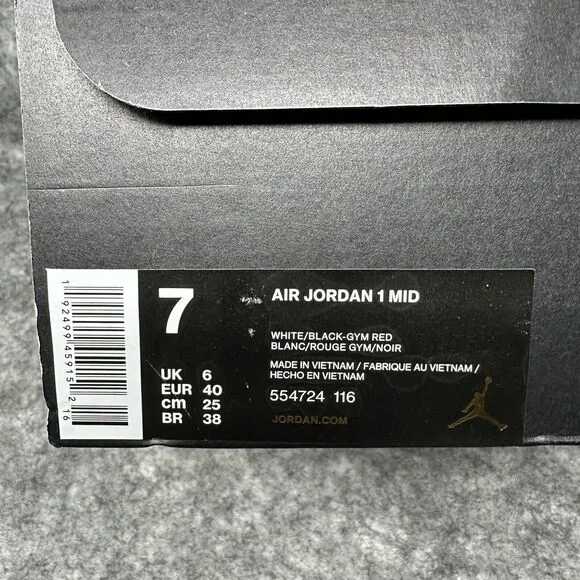 1 92499 45915 2 16
7
UK 6
EUR 40
cm 25
BR 38
AIR JORDAN 1 MID
WHITE/BLACK-GYM RED
BLANC/ROUGE GYM/NOIR
MADE IN VIETNAM / FABRIQUE AU VIETNAM /
HECHO EN VIETNAM
554724 116
JORDAN.COM